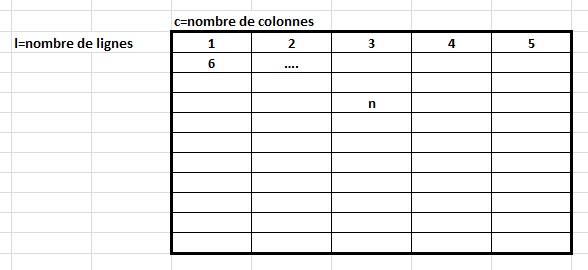 c=nombre de colonnes
l=nombre de lignes 1 2 3 4 5
6 ....
n